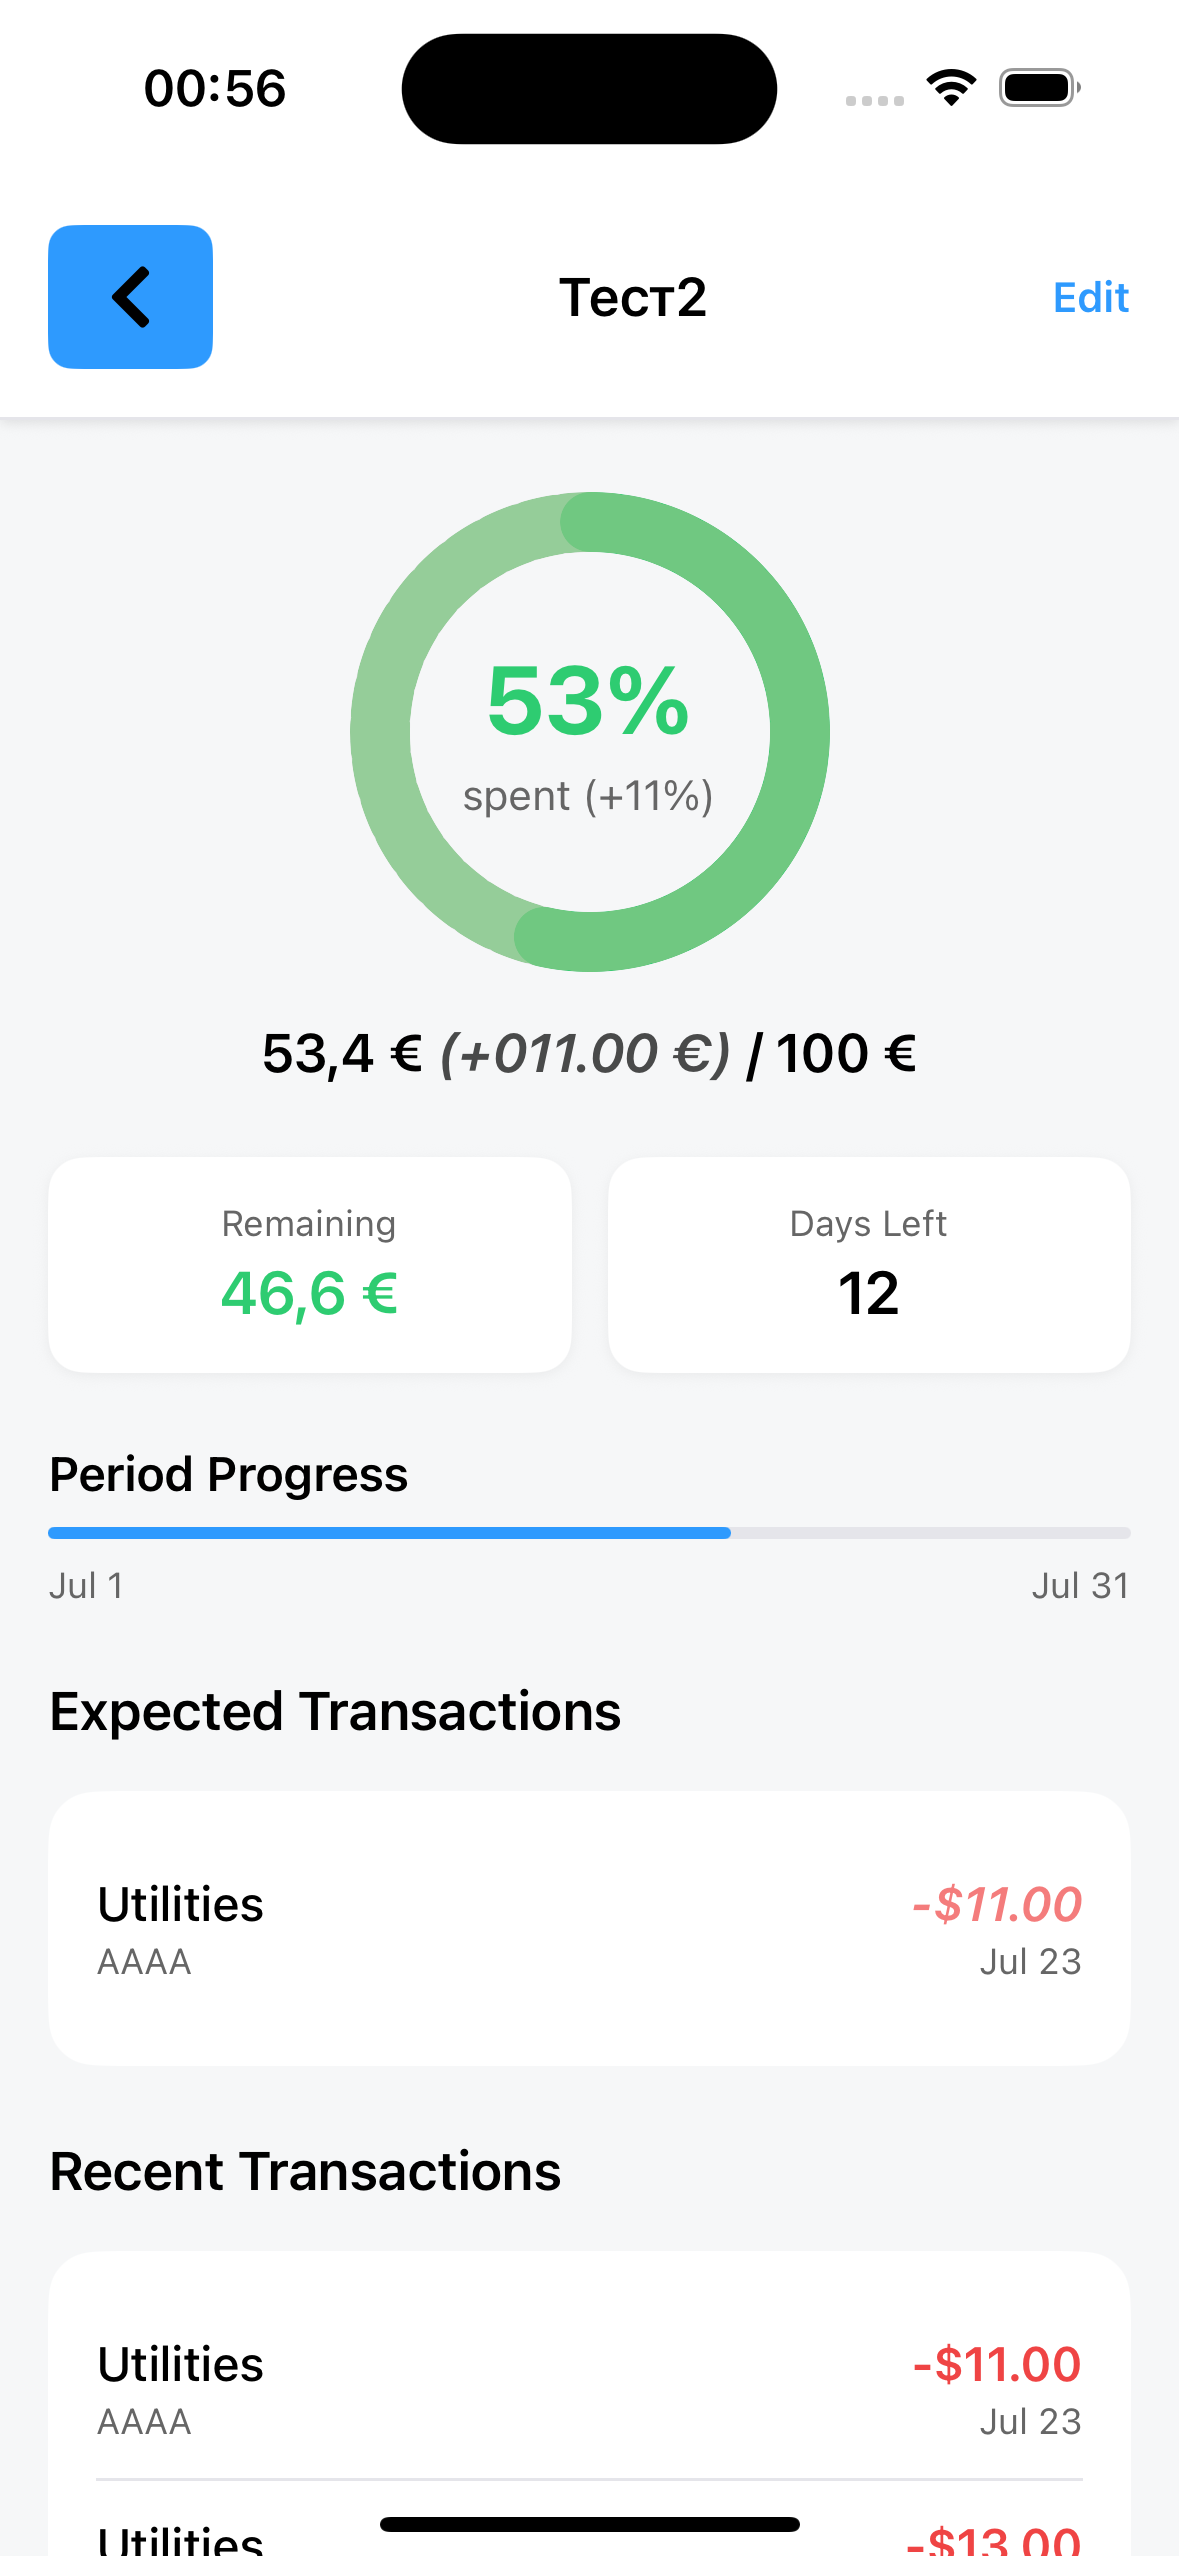 00:56
Тест2
Edit
53%
spent (+11%)
53,4 € (+011.00 €) / 100 €
Remaining
46,6 €
Days Left
12
Period Progress
Jul 1
Jul 31
Expected Transactions
Utilities
-$11.00
AAAA
Jul 23
Recent Transactions
Utilities
-$11.00
AAAA
Jul 23
Utilities
-$13.00